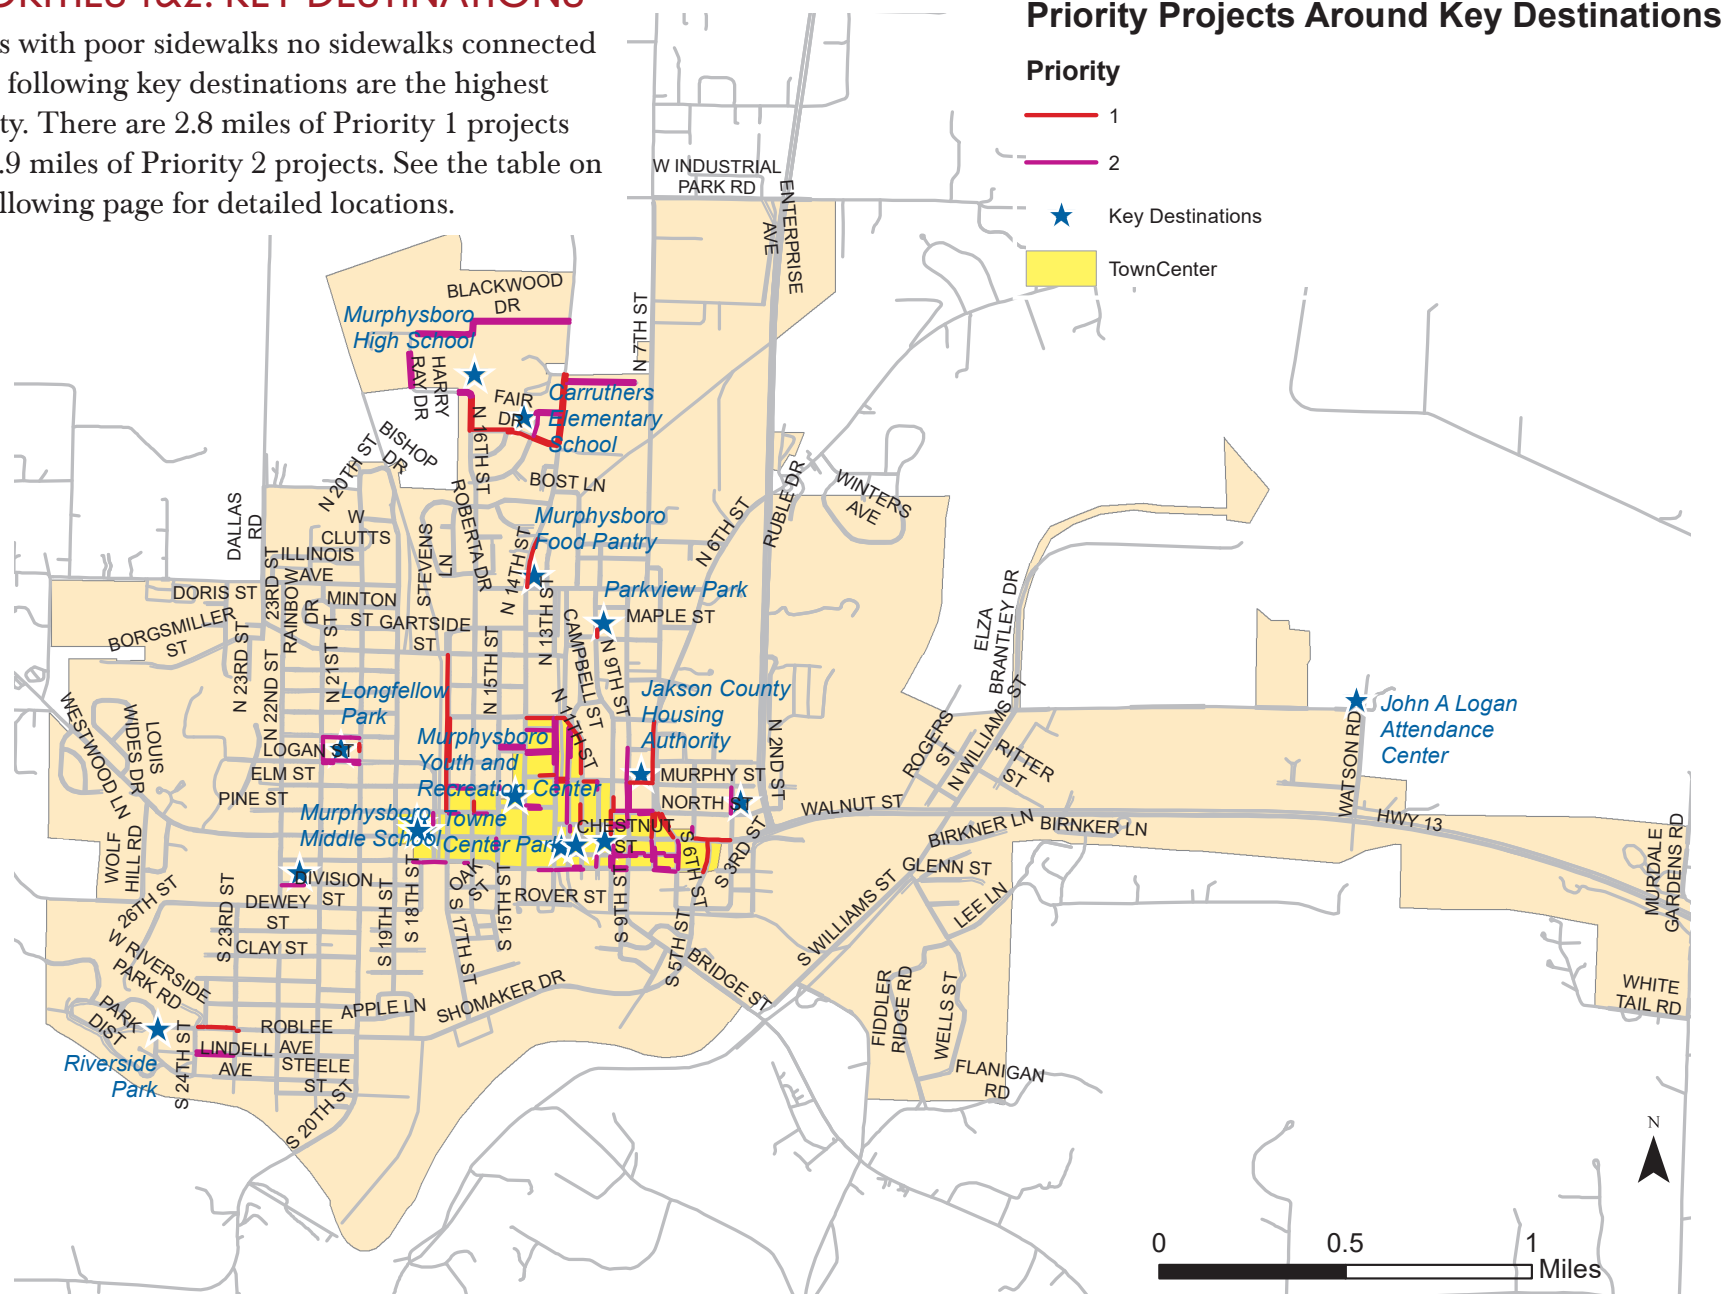 1&2: KEY DESTINATIONS
with poor sidewalks no sidewalks connected
following key destinations are the highest
There are 2.8 miles of Priority 1 projects
.9 miles of Priority 2 projects. See the table on
page for detailed locations.
Priority Projects Around Key Destinations
Priority
1
2
Key Destinations
TownCenter
W INDUSTRIAL
PARK RD
ENTERPRISE
AVE
BLACKWOOD
DR
Murphysboro
High School
N 7TH ST
HARRY
RAY DR
FAIR
DR
Carruthers
Elementary
School
N 16TH ST
BISHOP
DR
N 20TH ST
BOST LN
WINTERS
AVE
RUBLE DR
DALLAS
RD
W
CLUTTS
ROBERTA DR
STEVENS
LN
Murphysboro
Food Pantry
N 6TH ST
N 14TH ST
ILLINOIS
AVE
23RD ST
RAINBOW
DR
DORIS ST
MINTON
ST
GARTSIDE
ST
BORGSMILLER
ST
N 23RD ST
N 22ND ST
N 21ST ST
N 15TH ST
N 13TH ST
CAMPBELL ST
Parkview Park
MAPLE ST
N 9TH ST
N 11TH ST
ELZA
BRANTLEY DR
Longfellow
Park
Jakson County
Housing
Authority
John A Logan
Attendance
Center
WESTWOOD LN
LOUIS
WIDES DR
LOGAN ST
ELM ST
PINE ST
Murphysboro
Youth and
Recreation Center
MURPHY ST
NORTH ST
N 2ND ST
ROGERS
ST
N WILLIAMS ST
RITTER
ST
WATSON RD
WALNUT ST
HWY 13
Murphysboro
Middle School
Towne
Center Park
CHESTNUT
ST
S 6TH ST
S 3RD ST
BIRKNER LN
BIRNKER LN
GLENN ST
MURDALE
GARDENS RD
WOLF
HILL RD
26TH ST
DIVISION
ST
DEWEY
ST
CLAY ST
S 23RD ST
S 19TH ST
S 18TH ST
OAK
ST
S 17TH ST
S 15TH ST
ROVER ST
S 9TH ST
S 5TH ST
BRIDGE ST
S WILLIAMS ST
LEE LN
W RIVERSIDE
PARK RD
PARK
DIST
Riverside
Park
S 24TH ST
APPLE LN
SHOMAKER DR
ROBLEE
AVE
LINDELL
AVE
STEELE
ST
S 20TH ST
FIDDLER
RIDGE RD
WELLS ST
FLANIGAN
RD
WHITE
TAIL RD
N
0
0.5
1
Miles